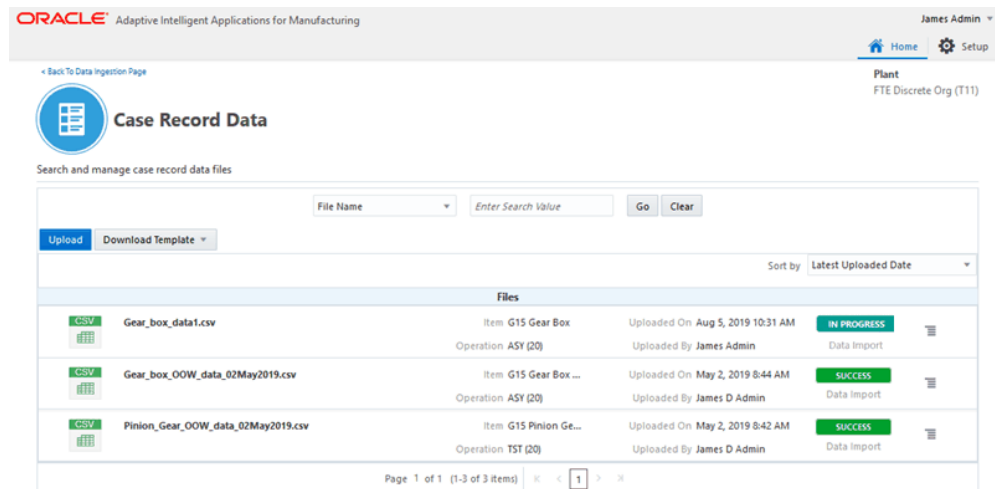 ORACLE Adaptive Intelligent Applications for Manufacturing
James Admin
Home Setup
< Back To Data Ingestion Page
Plant
FTE Discrete Org (T11)
Case Record Data
Search and manage case record data files
File Name Enter Search Value Go Clear
Upload Download Template
Sort by Latest Uploaded Date
Files
CSV Gear_box_data1.csv Item G15 Gear Box Uploaded On Aug 5, 2019 10:31 AM IN PROGRESS
Operation ASY (20) Uploaded By James Admin Data Import
CSV Gear_box_OOW_data_02May2019.csv Item G15 Gear Box ... Uploaded On May 2, 2019 8:44 AM SUCCESS
Operation ASY (20) Uploaded By James D Admin Data Import
CSV Pinion_Gear_OOW_data_02May2019.csv Item G15 Pinion Ge... Uploaded On May 2, 2019 8:42 AM SUCCESS
Operation TST (20) Uploaded By James D Admin Data Import
Page 1 of 1 (1-3 of 3 items) 1